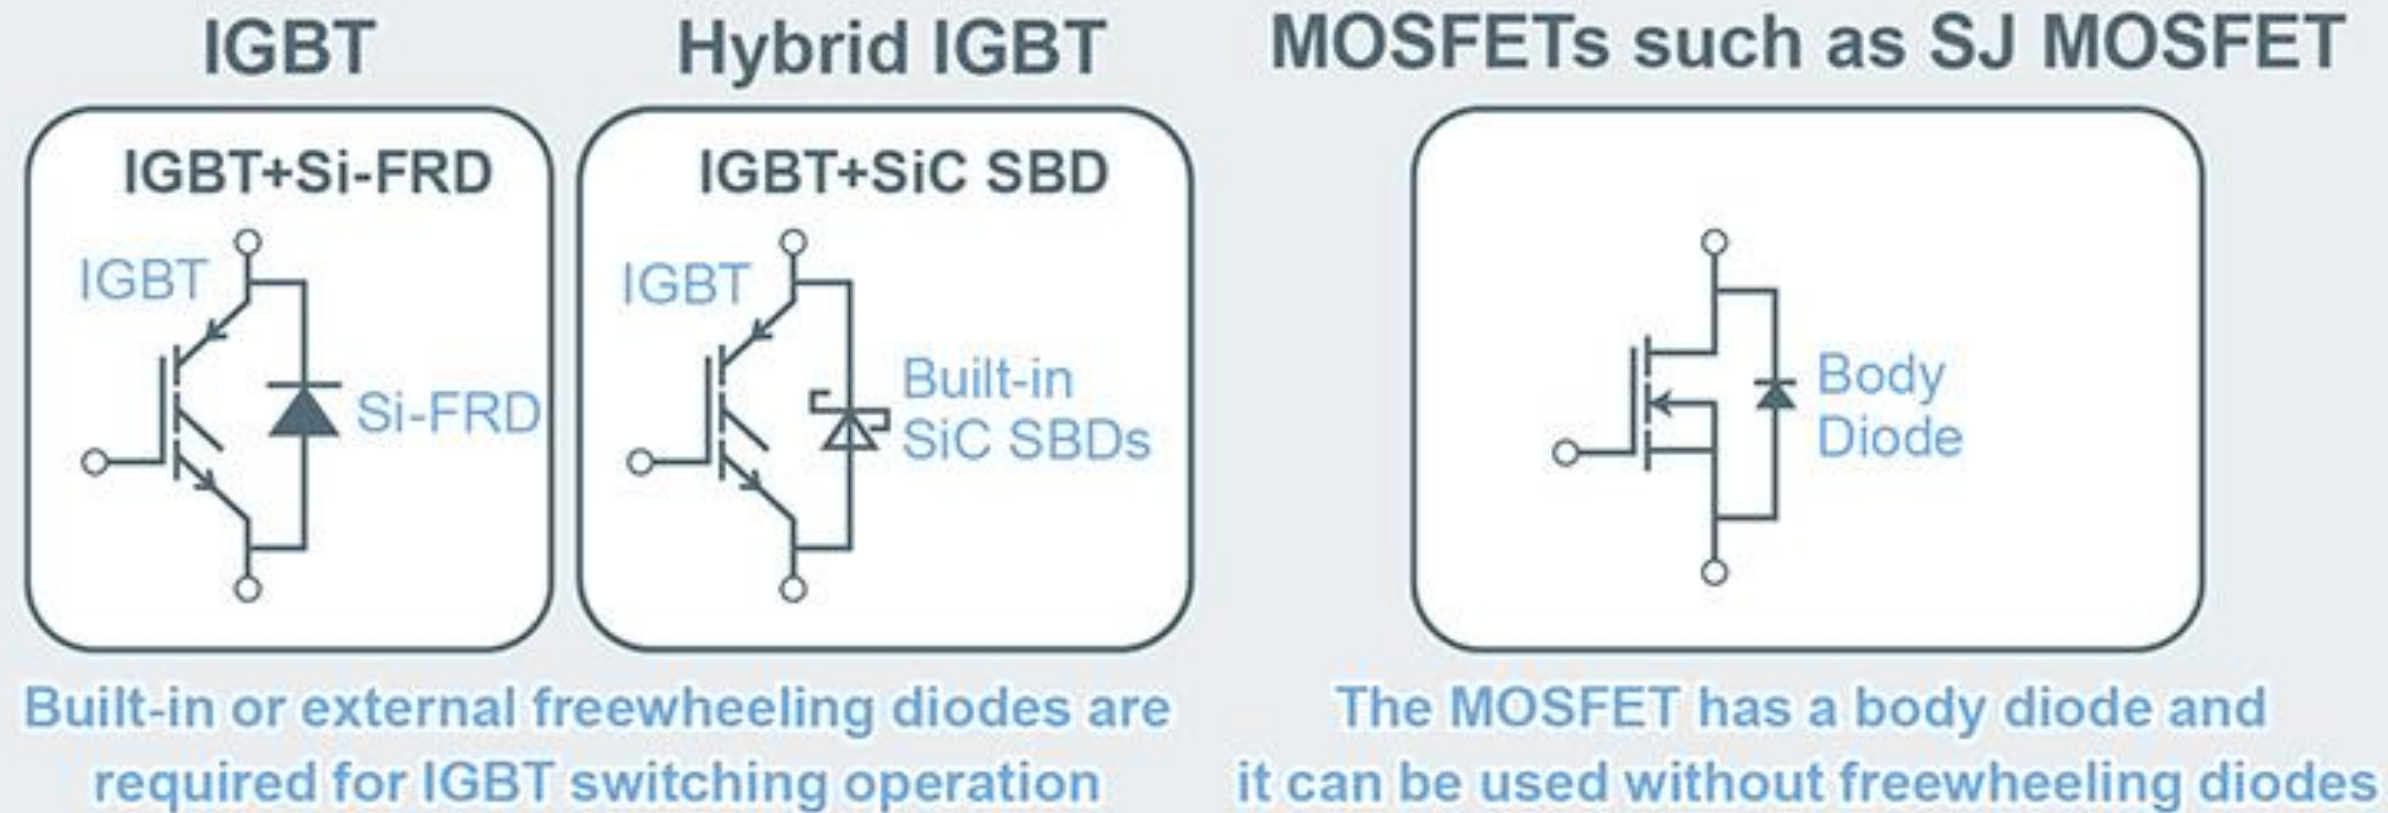 IGBT
IGBT+Si-FRD
IGBT
Si-FRD
Hybrid IGBT
IGBT+SiC SBD
IGBT
Built-in
SiC SBDs
Built-in or external freewheeling diodes are
required for IGBT switching operation
MOSFETs such as SJ MOSFET
Body
Diode
The MOSFET has a body diode and
it can be used without freewheeling diodes